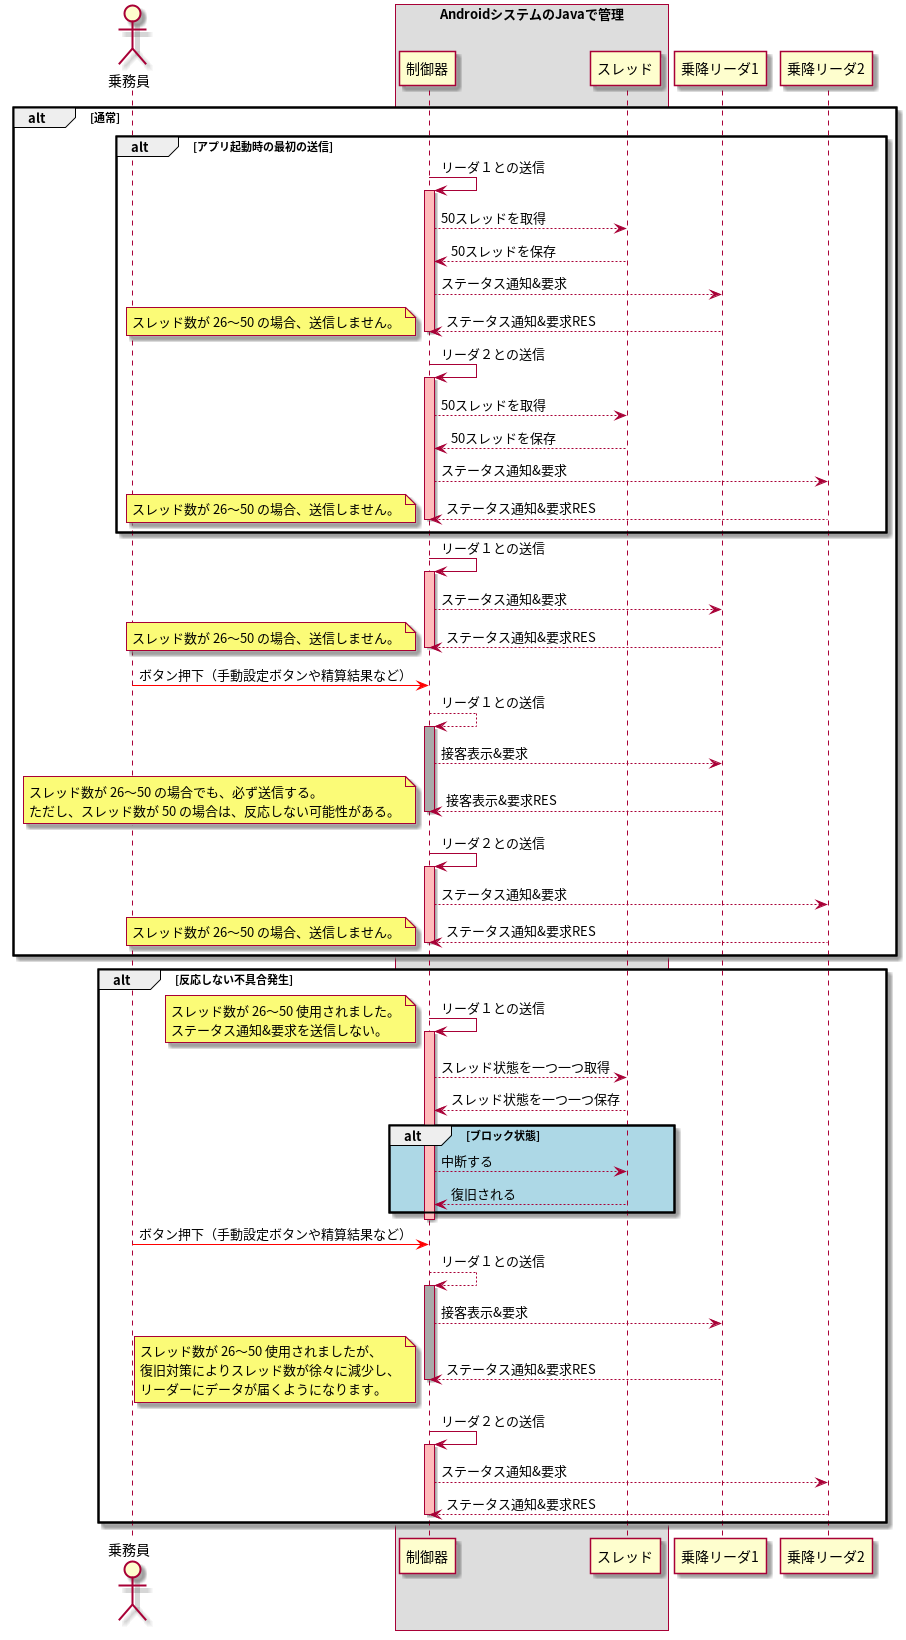 AndroidシステムのJavaで管理
乗務員
制御器
スレッド
乗降リーダ1
乗降リーダ2
alt [通常]
alt [アプリ起動時の最初の送信]
リーダ１との送信
50スレッドを取得
50スレッドを保存
ステータス通知&要求
スレッド数が 26～50 の場合、送信しません。
ステータス通知&要求RES
リーダ２との送信
50スレッドを取得
50スレッドを保存
ステータス通知&要求
スレッド数が 26～50 の場合、送信しません。
ステータス通知&要求RES
リーダ１との送信
ステータス通知&要求
スレッド数が 26～50 の場合、送信しません。
ステータス通知&要求RES
ボタン押下（手動設定ボタンや精算結果など）
リーダ１との送信
接客表示&要求
スレッド数が 26～50 の場合でも、必ず送信する。
ただし、スレッド数が 50 の場合は、反応しない可能性がある。
接客表示&要求RES
リーダ２との送信
ステータス通知&要求
スレッド数が 26～50 の場合、送信しません。
ステータス通知&要求RES
alt [反応しない不具合発生]
スレッド数が 26～50 使用されました。
ステータス通知&要求を送信しない。
リーダ１との送信
スレッド状態を一つ一つ取得
スレッド状態を一つ一つ保存
alt [ブロック状態]
中断する
復旧される
ボタン押下（手動設定ボタンや精算結果など）
リーダ１との送信
接客表示&要求
スレッド数が 26～50 使用されましたが、
復旧対策によりスレッド数が徐々に減少し、
リーダーにデータが届くようになります。
ステータス通知&要求RES
リーダ２との送信
ステータス通知&要求
ステータス通知&要求RES
乗務員
制御器
スレッド
乗降リーダ1
乗降リーダ2